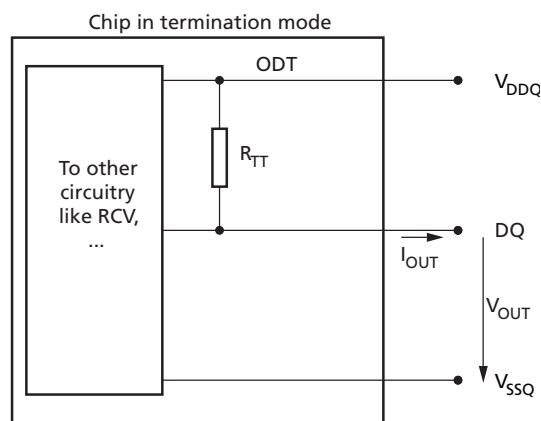 Chip in termination mode
ODT
V_DDQ
To other
circuitry
like RCV,
...
R_TT
DQ
I_OUT
V_OUT
V_SSQ